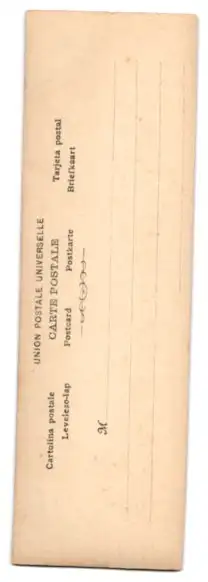 UNION POSTALE UNIVERSELLE
CARTE POSTALE
Cartolina postale Postcard Postkarte Tarjeta postal
Levelezo-lap Briefkaart
M